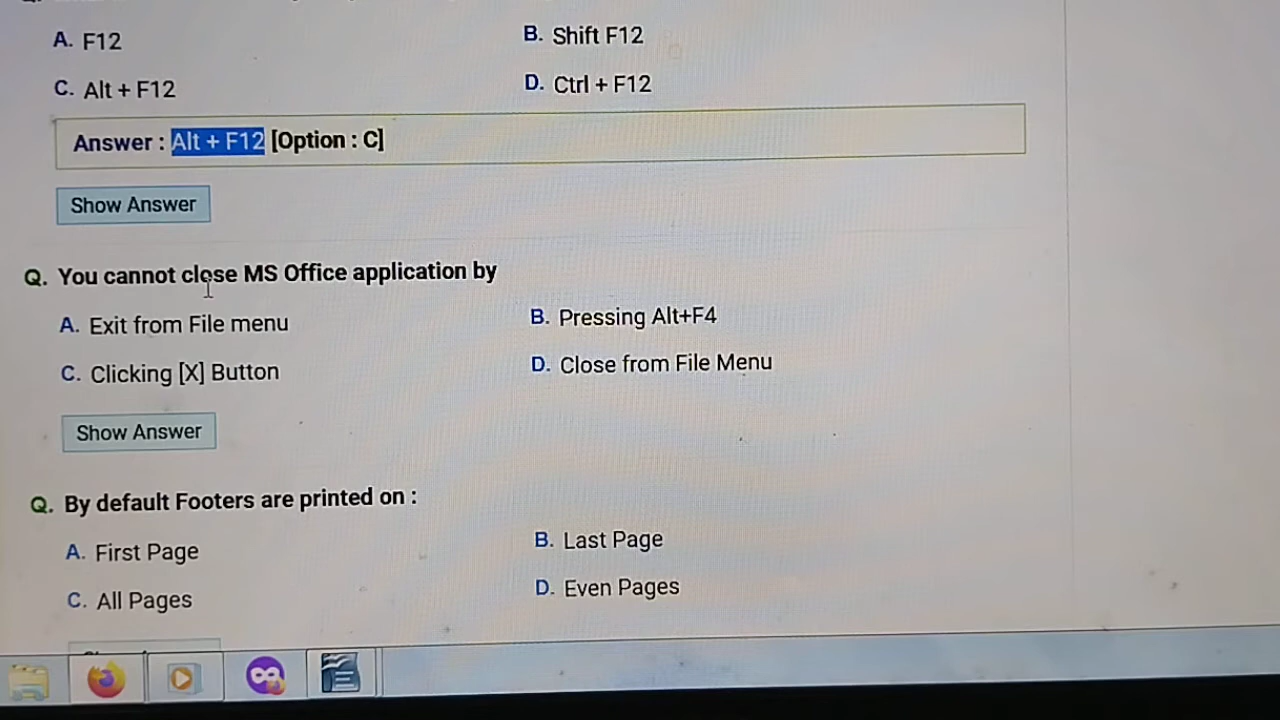 A. F12
B. Shift F12
C. Alt + F12
D. Ctrl + F12
Answer : Alt + F12 [Option : C]
Show Answer
Q. You cannot close MS Office application by
A. Exit from File menu
B. Pressing Alt+F4
C. Clicking [X] Button
D. Close from File Menu
Show Answer
Q. By default Footers are printed on :
A. First Page
B. Last Page
C. All Pages
D. Even Pages